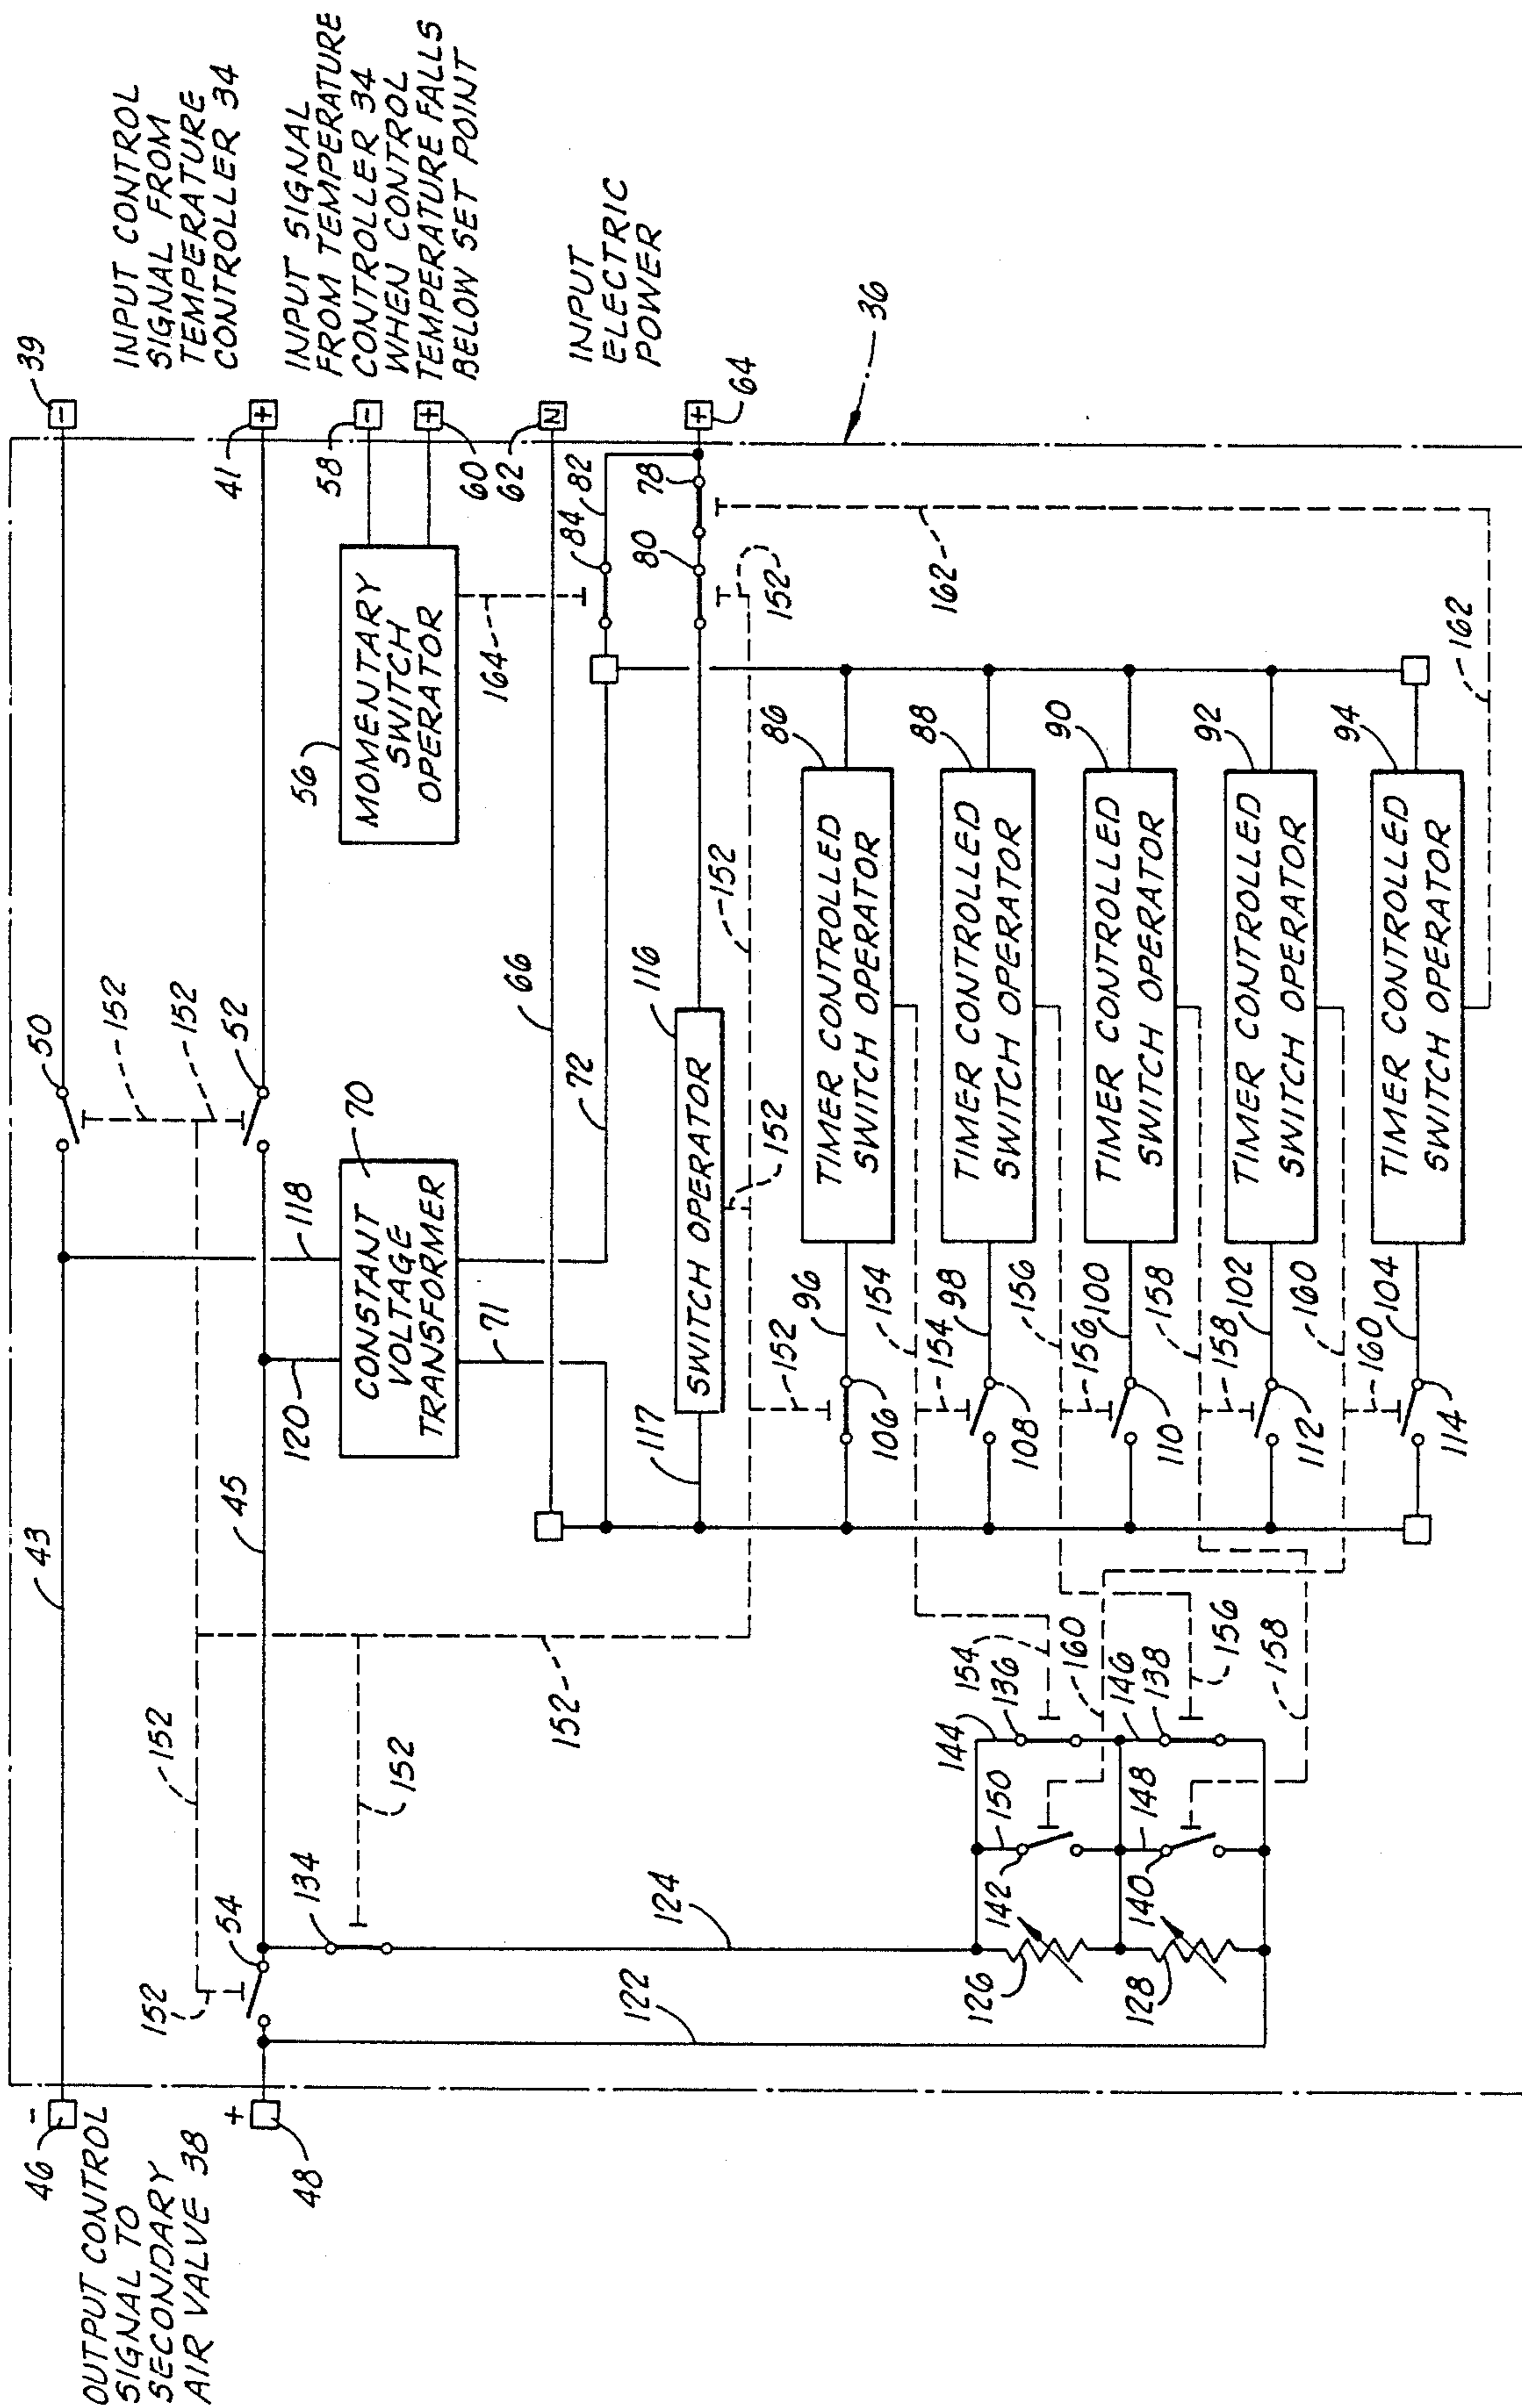 39
INPUT CONTROL
SIGNAL FROM
TEMPERATURE
CONTROLLER 34
INPUT SIGNAL
FROM TEMPERATURE
CONTROLLER 34
WHEN CONTROL
TEMPERATURE FALLS
BELOW SET POINT
INPUT
ELECTRIC
POWER
36
-
+
-
+
N
+
41
58
60
62
64
78
80
82
84
152
162
162
164
56
MOMENTARY
SWITCH
OPERATOR
50
152
152
52
66
72
116
152
152
SWITCH OPERATOR
117
70
CONSTANT
VOLTAGE
TRANSFORMER
118
120
71
86
TIMER CONTROLLED
SWITCH OPERATOR
88
TIMER CONTROLLED
SWITCH OPERATOR
90
TIMER CONTROLLED
SWITCH OPERATOR
92
TIMER CONTROLLED
SWITCH OPERATOR
94
TIMER CONTROLLED
SWITCH OPERATOR
152
96
154
154
98
156
156
100
158
158
102
160
160
104
106
108
110
112
114
43
45
152
152
152
152
54
134
124
122
154
136
144
160
146
138
156
158
150
148
142
140
126
128
46
-
+
48
OUTPUT CONTROL
SIGNAL TO
SECONDARY
AIR VALVE 38